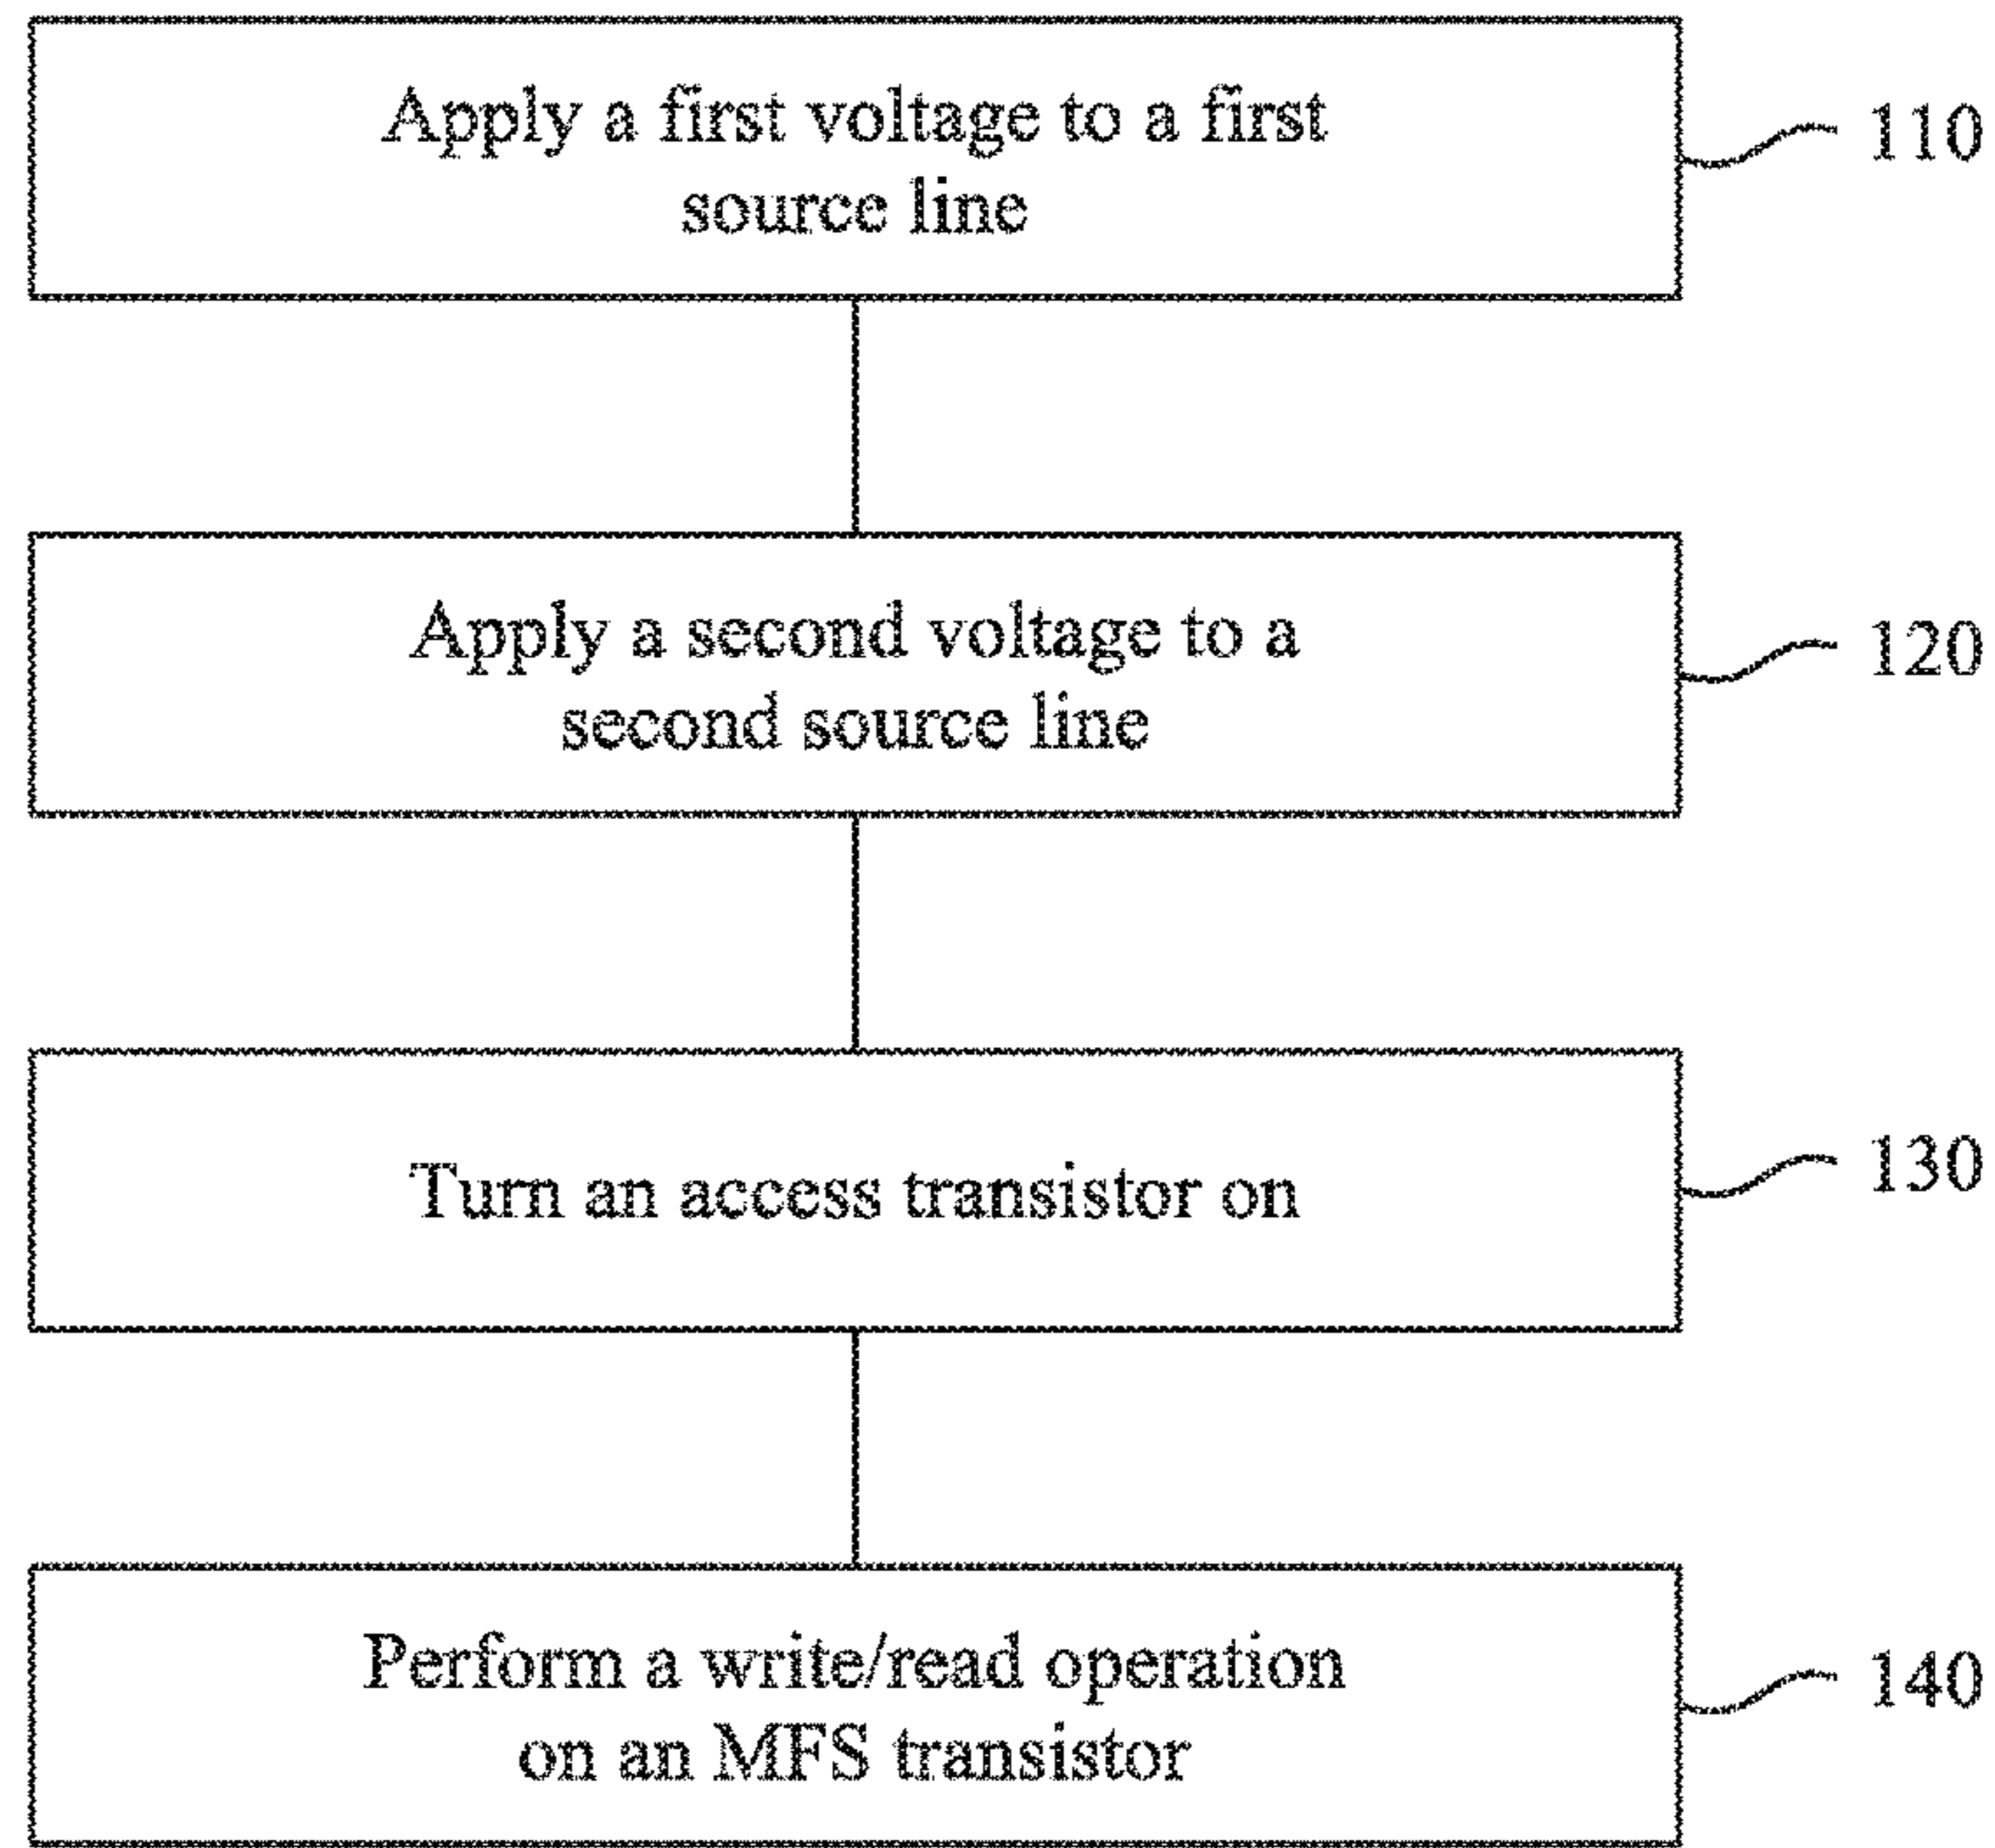 Apply a first voltage to a first
source line
110
Apply a second voltage to a
second source line
120
Turn an access transistor on
130
Perform a write/read operation
on an MFS transistor
140